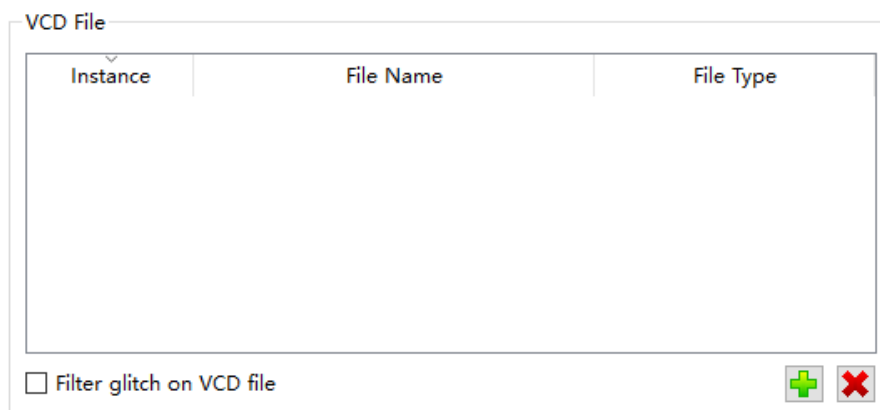 VCD File
Instance File Name File Type
Filter glitch on VCD file